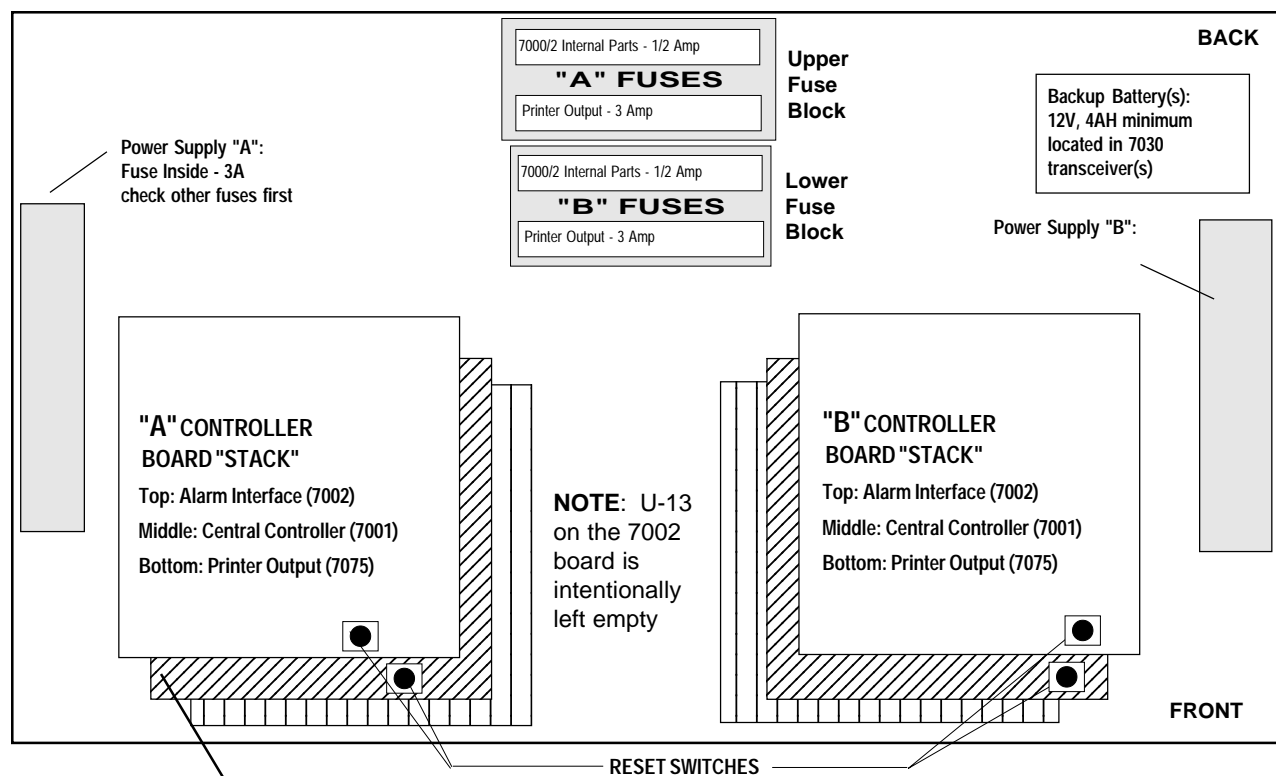 BACK
7000/2 Internal Parts - 1/2 Amp
"A" FUSES
Printer Output - 3 Amp
Upper
Fuse
Block
Backup Battery(s):
12V, 4AH minimum
located in 7030
transceiver(s)
Power Supply "A":
Fuse Inside - 3A
check other fuses first
7000/2 Internal Parts - 1/2 Amp
"B" FUSES
Printer Output - 3 Amp
Lower
Fuse
Block
Power Supply "B":
"A" CONTROLLER
BOARD "STACK"
Top: Alarm Interface (7002)
Middle: Central Controller (7001)
Bottom: Printer Output (7075)
NOTE: U-13
on the 7002
board is
intentionally
left empty
"B" CONTROLLER
BOARD "STACK"
Top: Alarm Interface (7002)
Middle: Central Controller (7001)
Bottom: Printer Output (7075)
FRONT
RESET SWITCHES